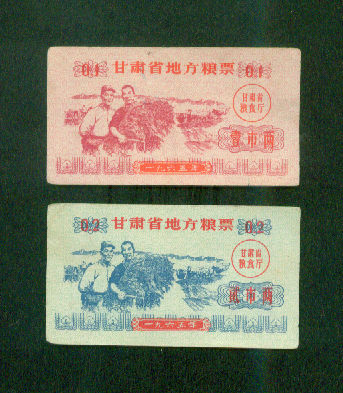 0.1 甘肃省地方粮票 0.1
甘肃省
粮食厅
壹市两
一九六五年
0.2 甘肃省地方粮票 0.2
甘肃省
粮食厅
贰市两
一九六五年